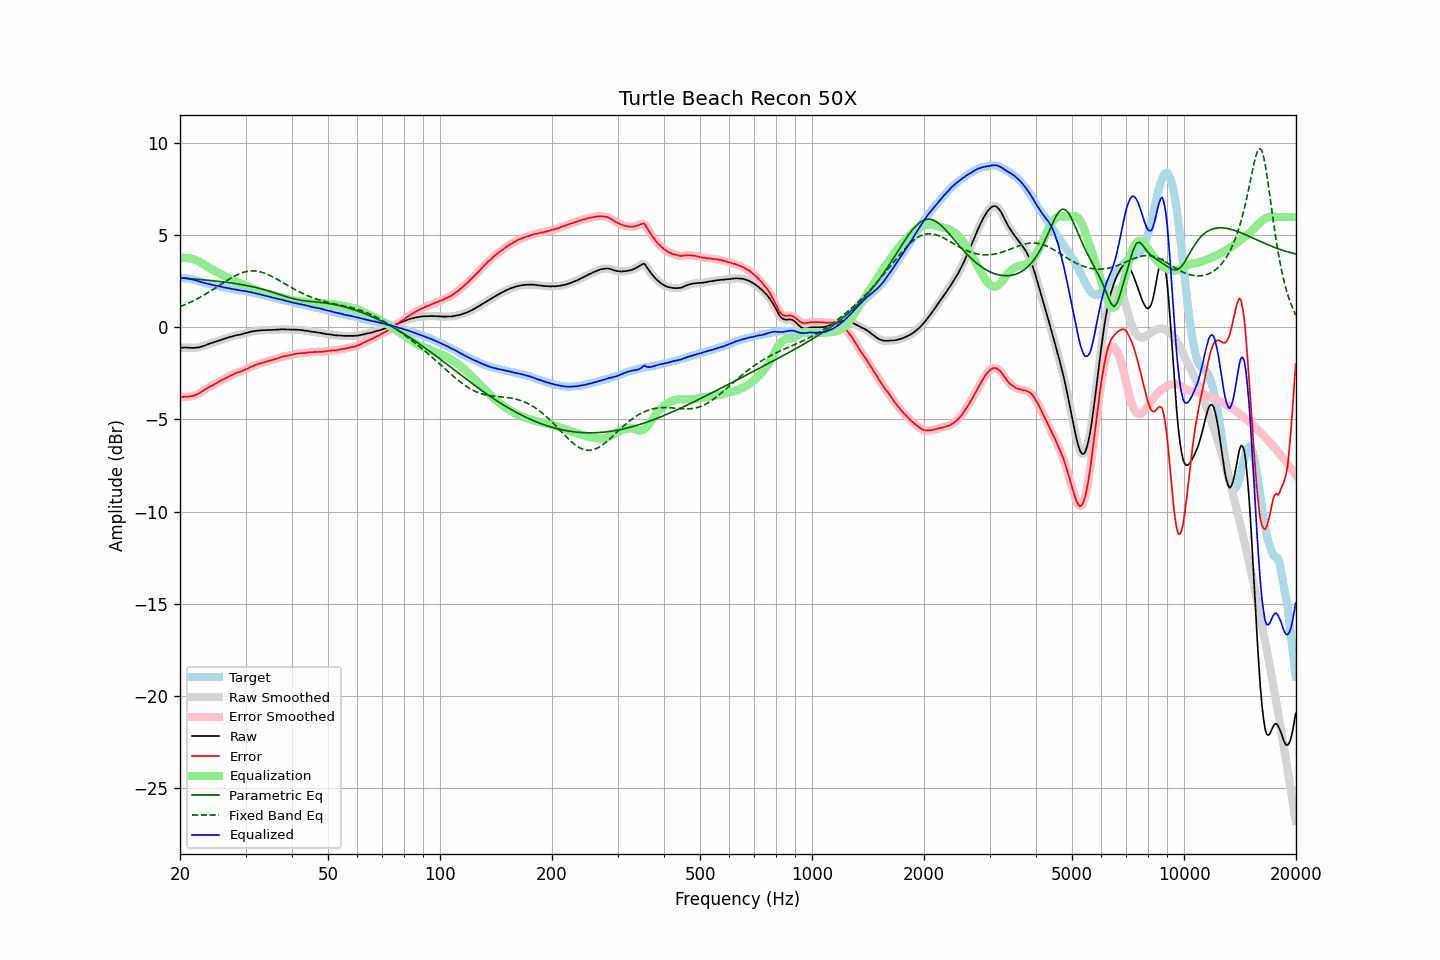 Turtle Beach Recon 50X
10
5
0
−5
−10
−15
−20
−25
Amplitude (dBr)
Target
Raw Smoothed
Error Smoothed
Raw
Error
Equalization
Parametric Eq
Fixed Band Eq
Equalized
20 50 100 200 500 1000 2000 5000 10000 20000
Frequency (Hz)